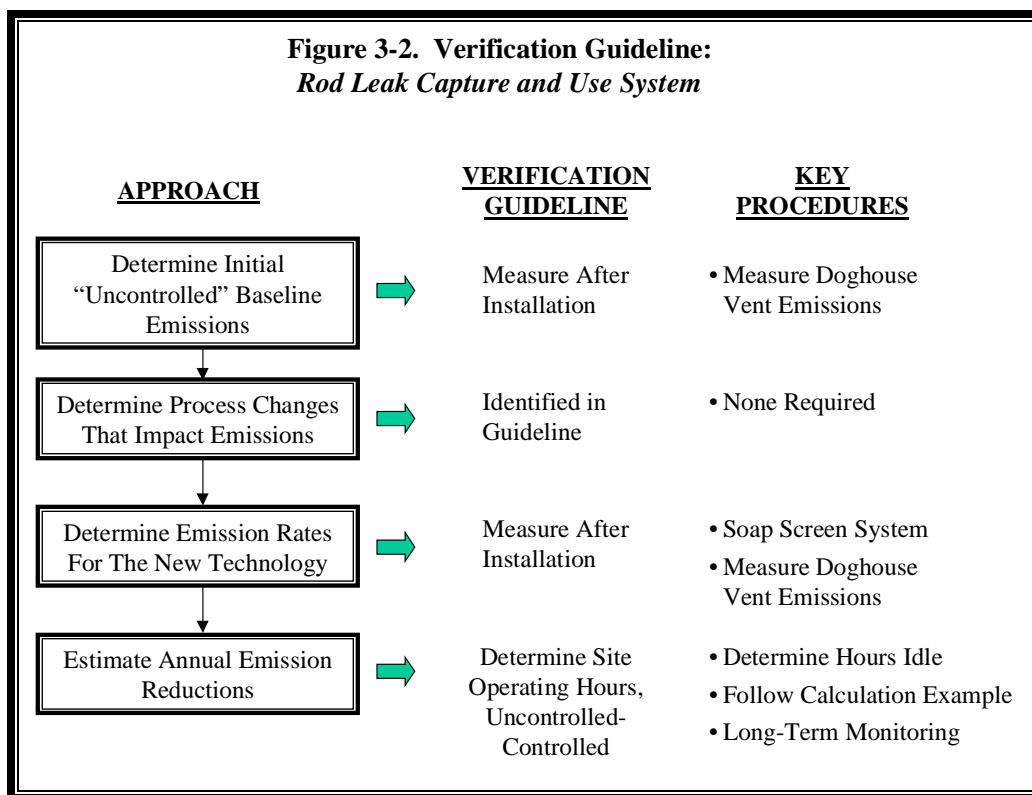 Figure 3-2. Verification Guideline:
Rod Leak Capture and Use System
APPROACH
VERIFICATION
GUIDELINE
KEY
PROCEDURES
Determine Initial
“Uncontrolled” Baseline
Emissions
Measure After
Installation
• Measure Doghouse
Vent Emissions
Determine Process Changes
That Impact Emissions
Identified in
Guideline
• None Required
Determine Emission Rates
For The New Technology
Measure After
Installation
• Soap Screen System
• Measure Doghouse
Vent Emissions
Estimate Annual Emission
Reductions
Determine Site
Operating Hours,
Uncontrolled-
Controlled
• Determine Hours Idle
• Follow Calculation Example
• Long-Term Monitoring